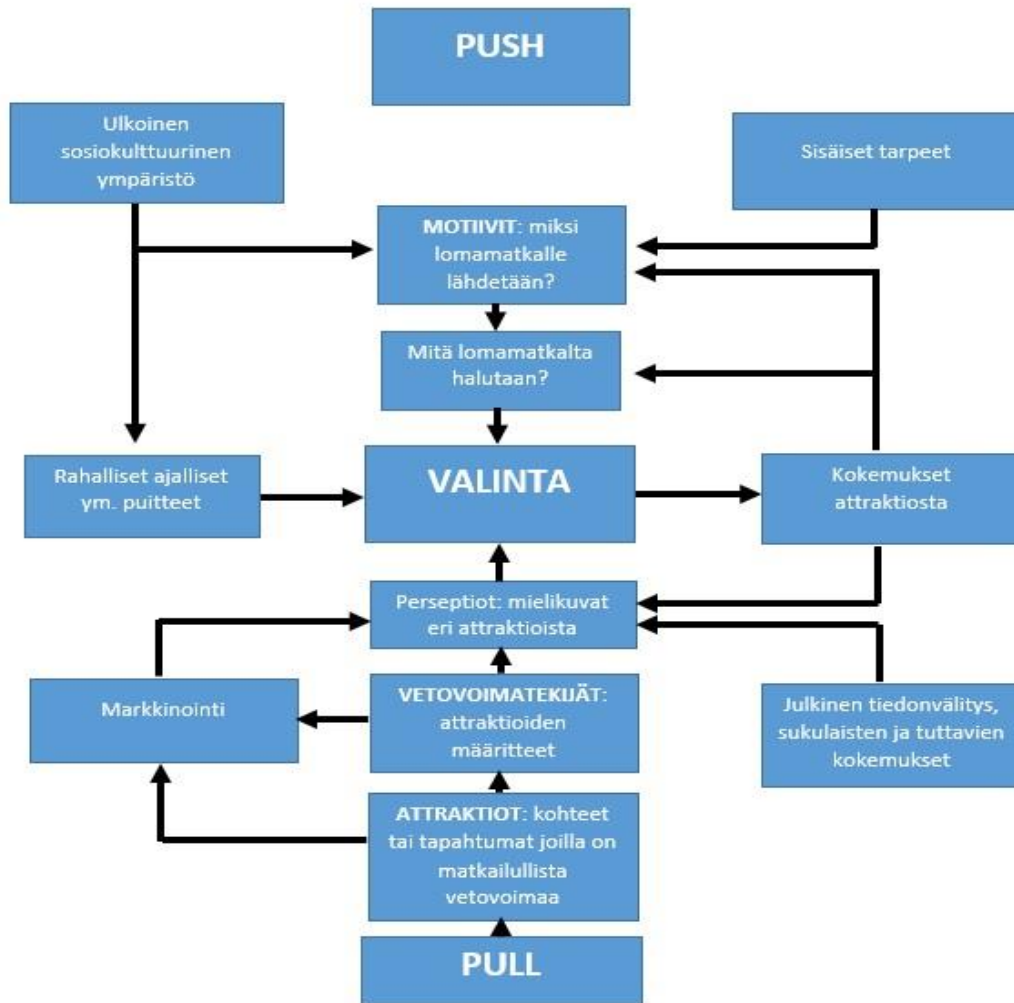 PUSH
Ulkoinen
sosiokulttuurinen
ympäristö
Sisäiset tarpeet
MOTIIVIT: miksi
lomamatkalle
lähdetään?
Mitä lomamatkalta
halutaan?
Rahalliset ajalliset
ym. puitteet
VALINTA
Kokemukset
attraktiosta
Perseptiot: mielikuvat
eri attraktioista
Markkinointi
VETOVOIMATEKIJÄT:
attraktioiden
määritteet
Julkinen tiedonvälitys,
sukulaisten ja tuttavien
kokemukset
ATTRAKTIOT: kohteet
tai tapahtumat joilla on
matkailullista
vetovoimaa
PULL